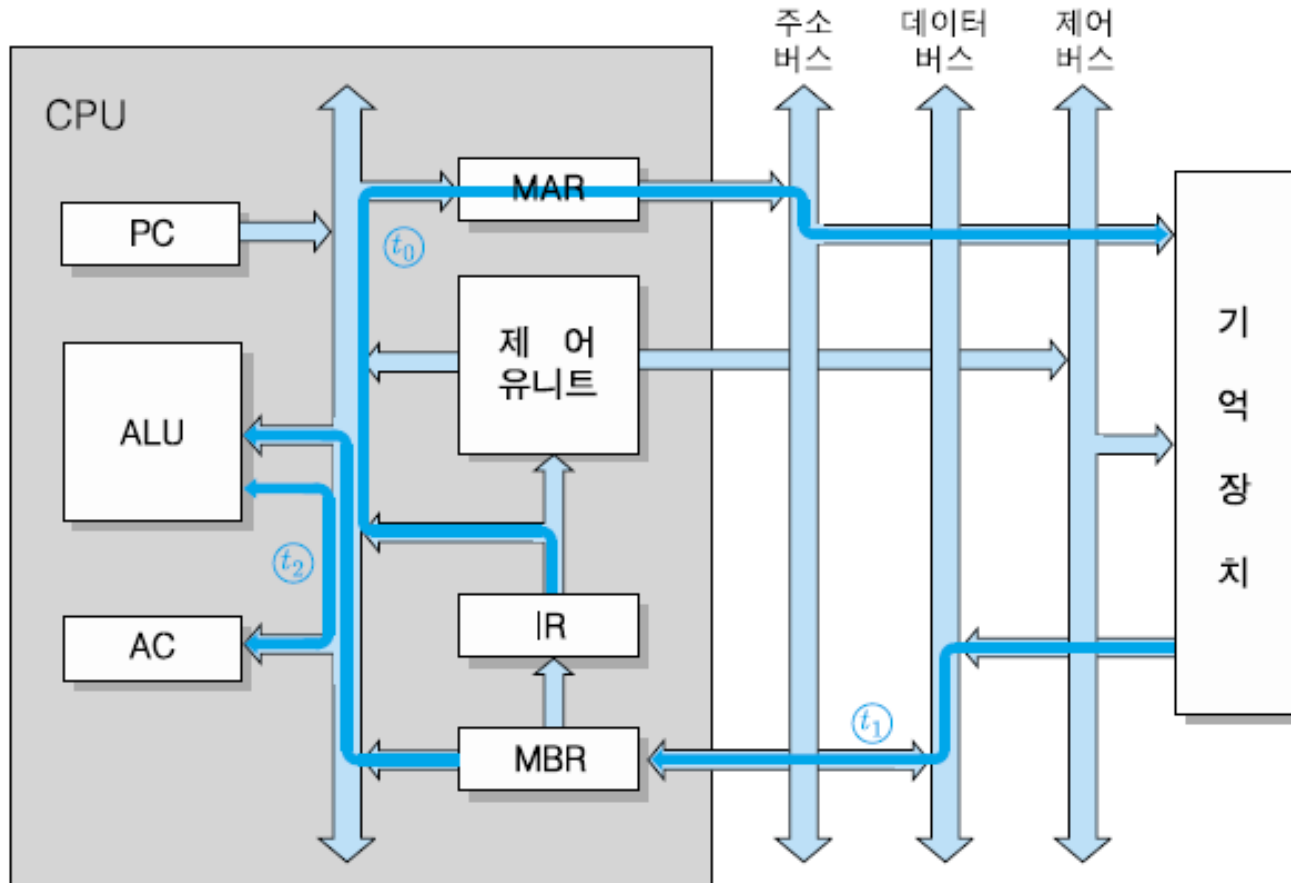 주소
버스
데이터
버스
제어
버스
CPU
MAR
PC
t₀
제 어
유니트
ALU
기
억
장
치
t₂
IR
AC
t₁
MBR